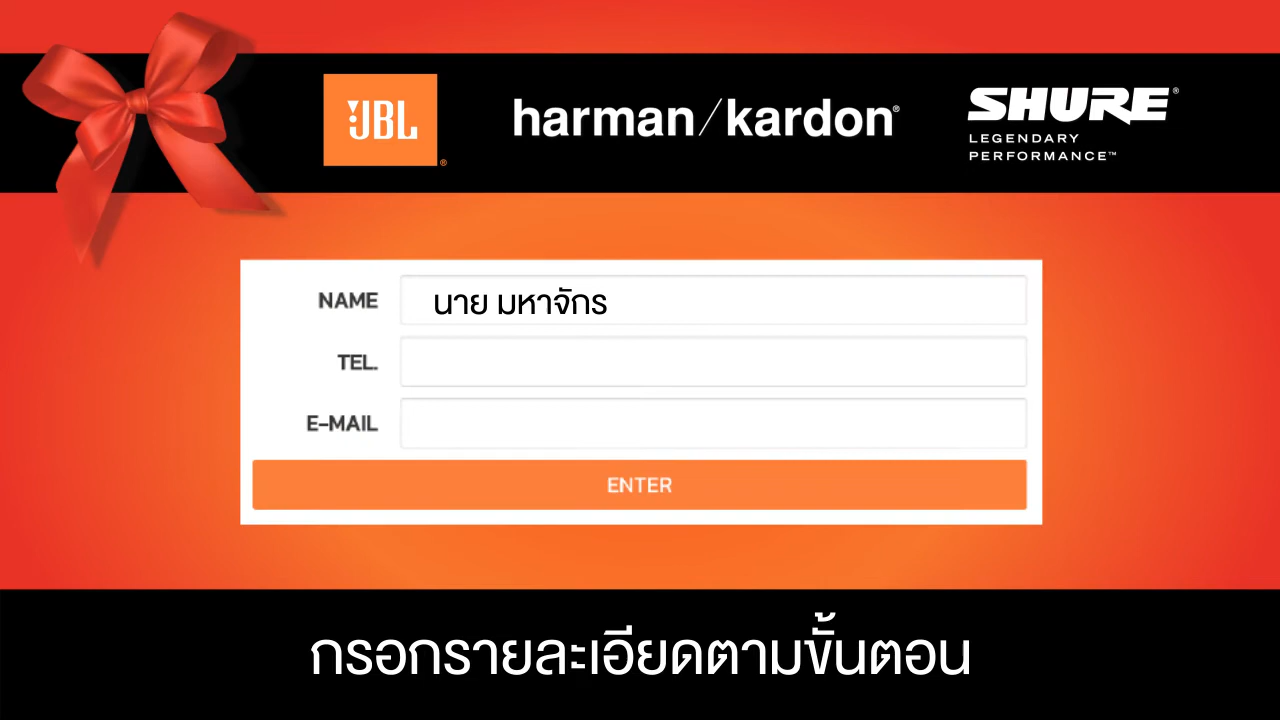 JBL®
harman/kardon®
SHURE®
LEGENDARY
PERFORMANCE™
NAME นาย มหาจักร
TEL.
E-MAIL
ENTER
กรอกรายละเอียดตามขั้นตอน